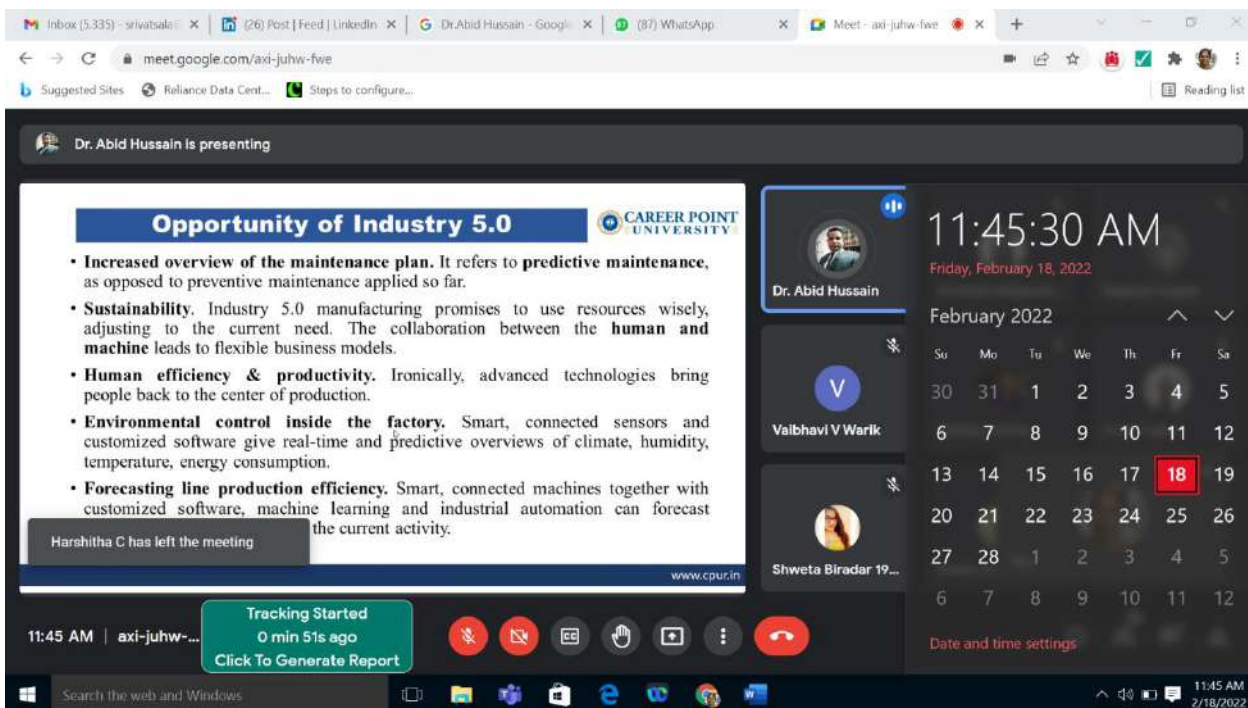 Inbox (5,335) - srivatsala
(26) Post | Feed | LinkedIn
Dr.Abid Hussain - Googl
(87) WhatsApp
Meet - axi-juhw-fwe
meet.google.com/axi-juhw-fwe
Suggested Sites
Reliance Data Cent...
Steps to configure...
Reading list
Dr. Abid Hussain is presenting
Opportunity of Industry 5.0
CAREER POINT
UNIVERSITY
• Increased overview of the maintenance plan. It refers to predictive maintenance,
as opposed to preventive maintenance applied so far.
• Sustainability. Industry 5.0 manufacturing promises to use resources wisely,
adjusting to the current need. The collaboration between the human and
machine leads to flexible business models.
• Human efficiency & productivity. Ironically, advanced technologies bring
people back to the center of production.
• Environmental control inside the factory. Smart, connected sensors and
customized software give real-time and predictive overviews of climate, humidity,
temperature, energy consumption.
• Forecasting line production efficiency. Smart, connected machines together with
customized software, machine learning and industrial automation can forecast
the current activity.
Harshitha C has left the meeting
www.cpur.in
Dr. Abid Hussain
V
Vaibhavi V Warik
Shweta Biradar 19...
11:45:30 AM
Friday, February 18, 2022
February 2022
Su Mo Tu We Th Fr Sa
30 31 1 2 3 4 5
6 7 8 9 10 11 12
13 14 15 16 17 18 19
20 21 22 23 24 25 26
27 28 1 2 3 4 5
6 7 8 9 10 11 12
Date and time settings
11:45 AM | axi-juhw-...
Tracking Started
0 min 51s ago
Click To Generate Report
CC
Search the web and Windows
11:45 AM
2/18/2022